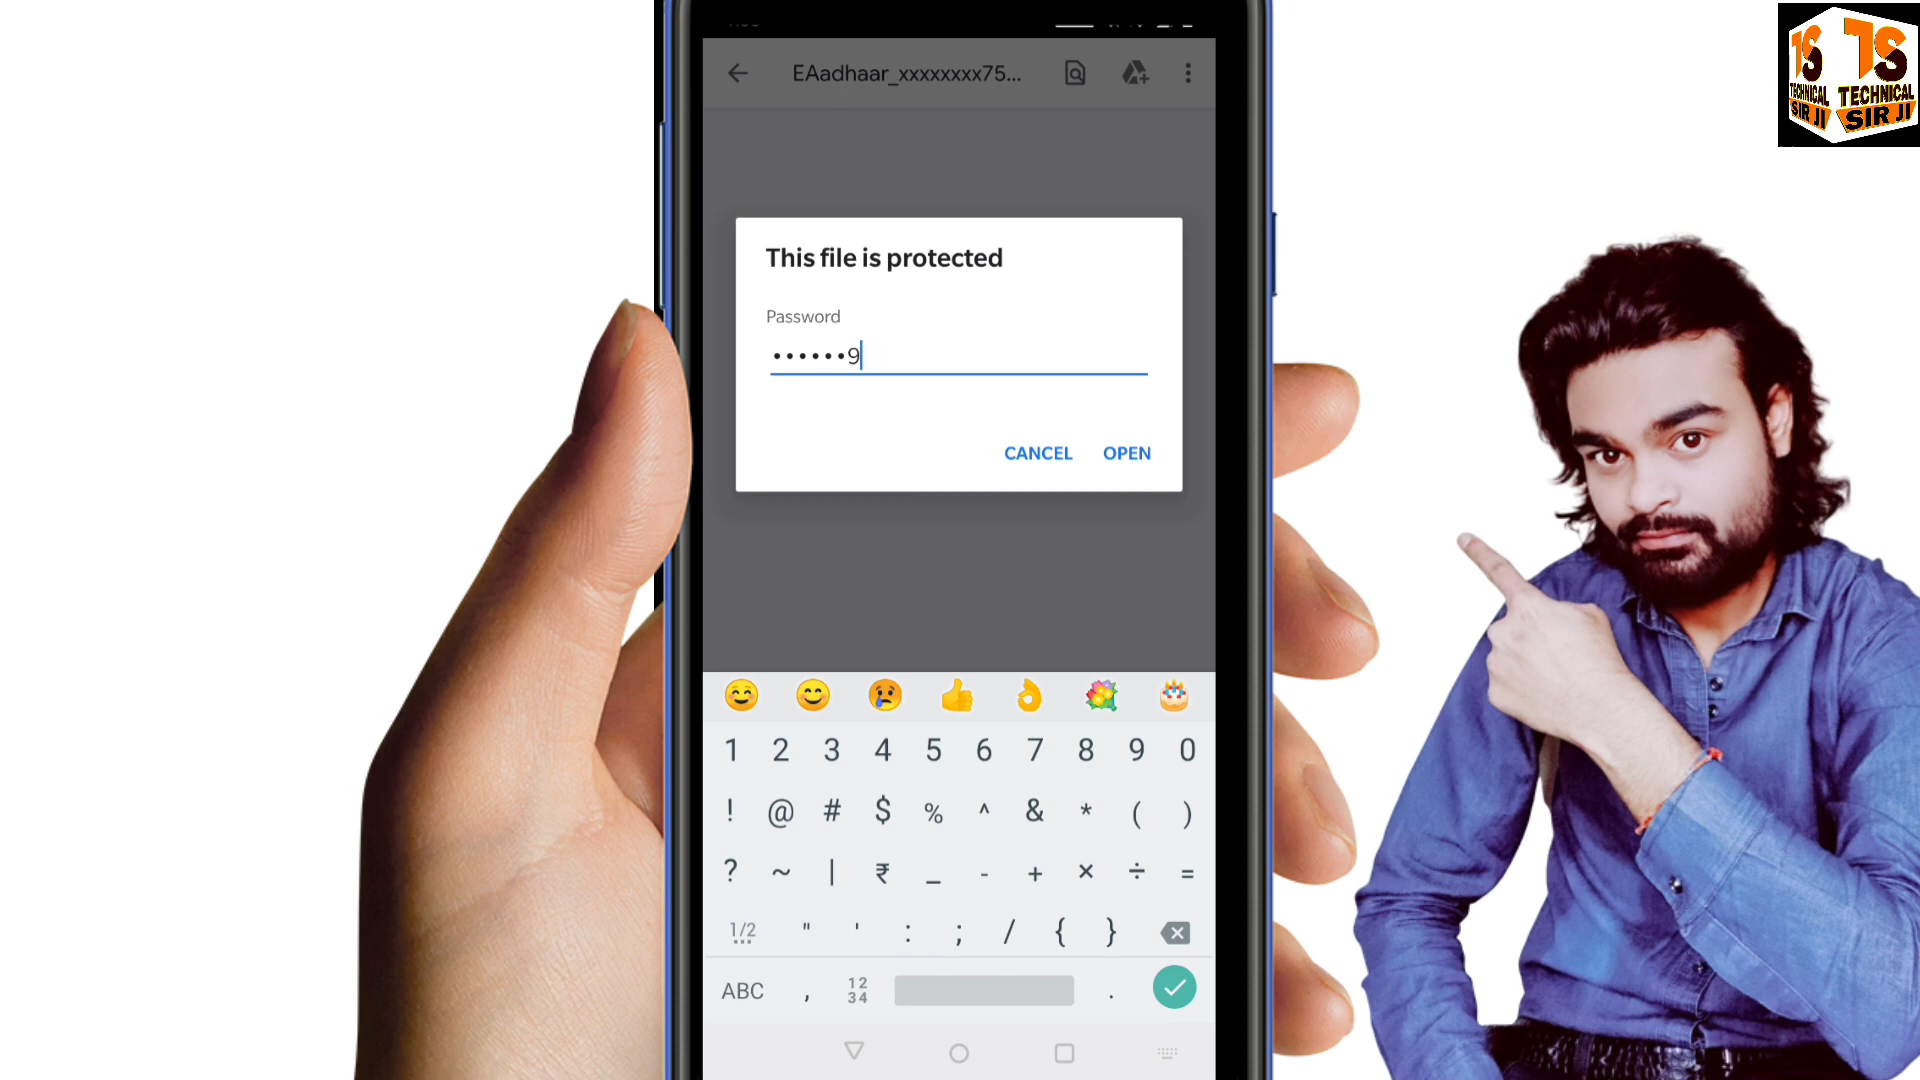 EAadhaar_xxxxxxxx75...
This file is protected
Password
••••••9
CANCEL OPEN
1 2 3 4 5 6 7 8 9 0
! @ # $ % ^ & * ( )
? ~ | ₹ _ - + × ÷ =
1/2 " ' : ; / { }
ABC , 12 34 .
TS TS
TECHNICAL TECHNICAL
SIR JI SIR JI